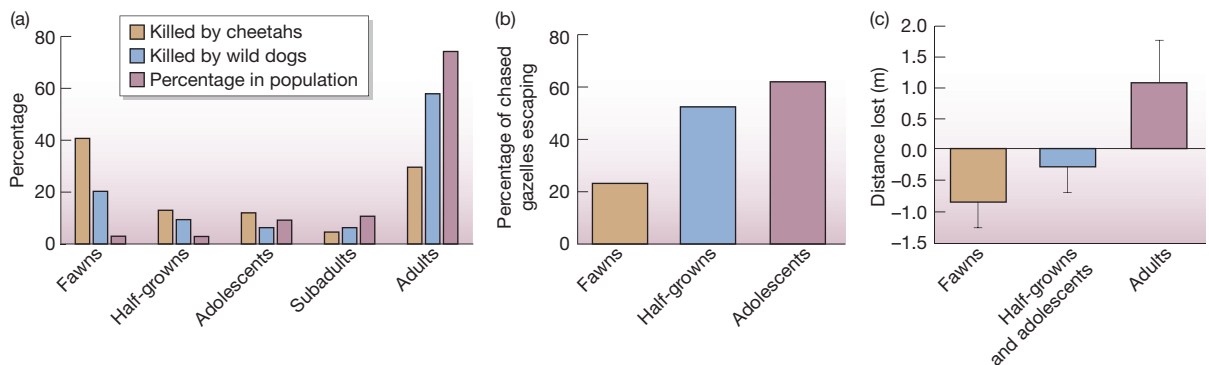 (a)
Killed by cheetahs
Killed by wild dogs
Percentage in population
Percentage
80
60
40
20
0
Fawns
Half-growns
Adolescents
Subadults
Adults
(b)
Percentage of chased
gazelles escaping
80
60
40
20
0
Fawns
Half-growns
Adolescents
(c)
Distance lost (m)
2.0
1.5
1.0
0.5
0.0
–0.5
–1.0
–1.5
Fawns
Half-growns
and adolescents
Adults